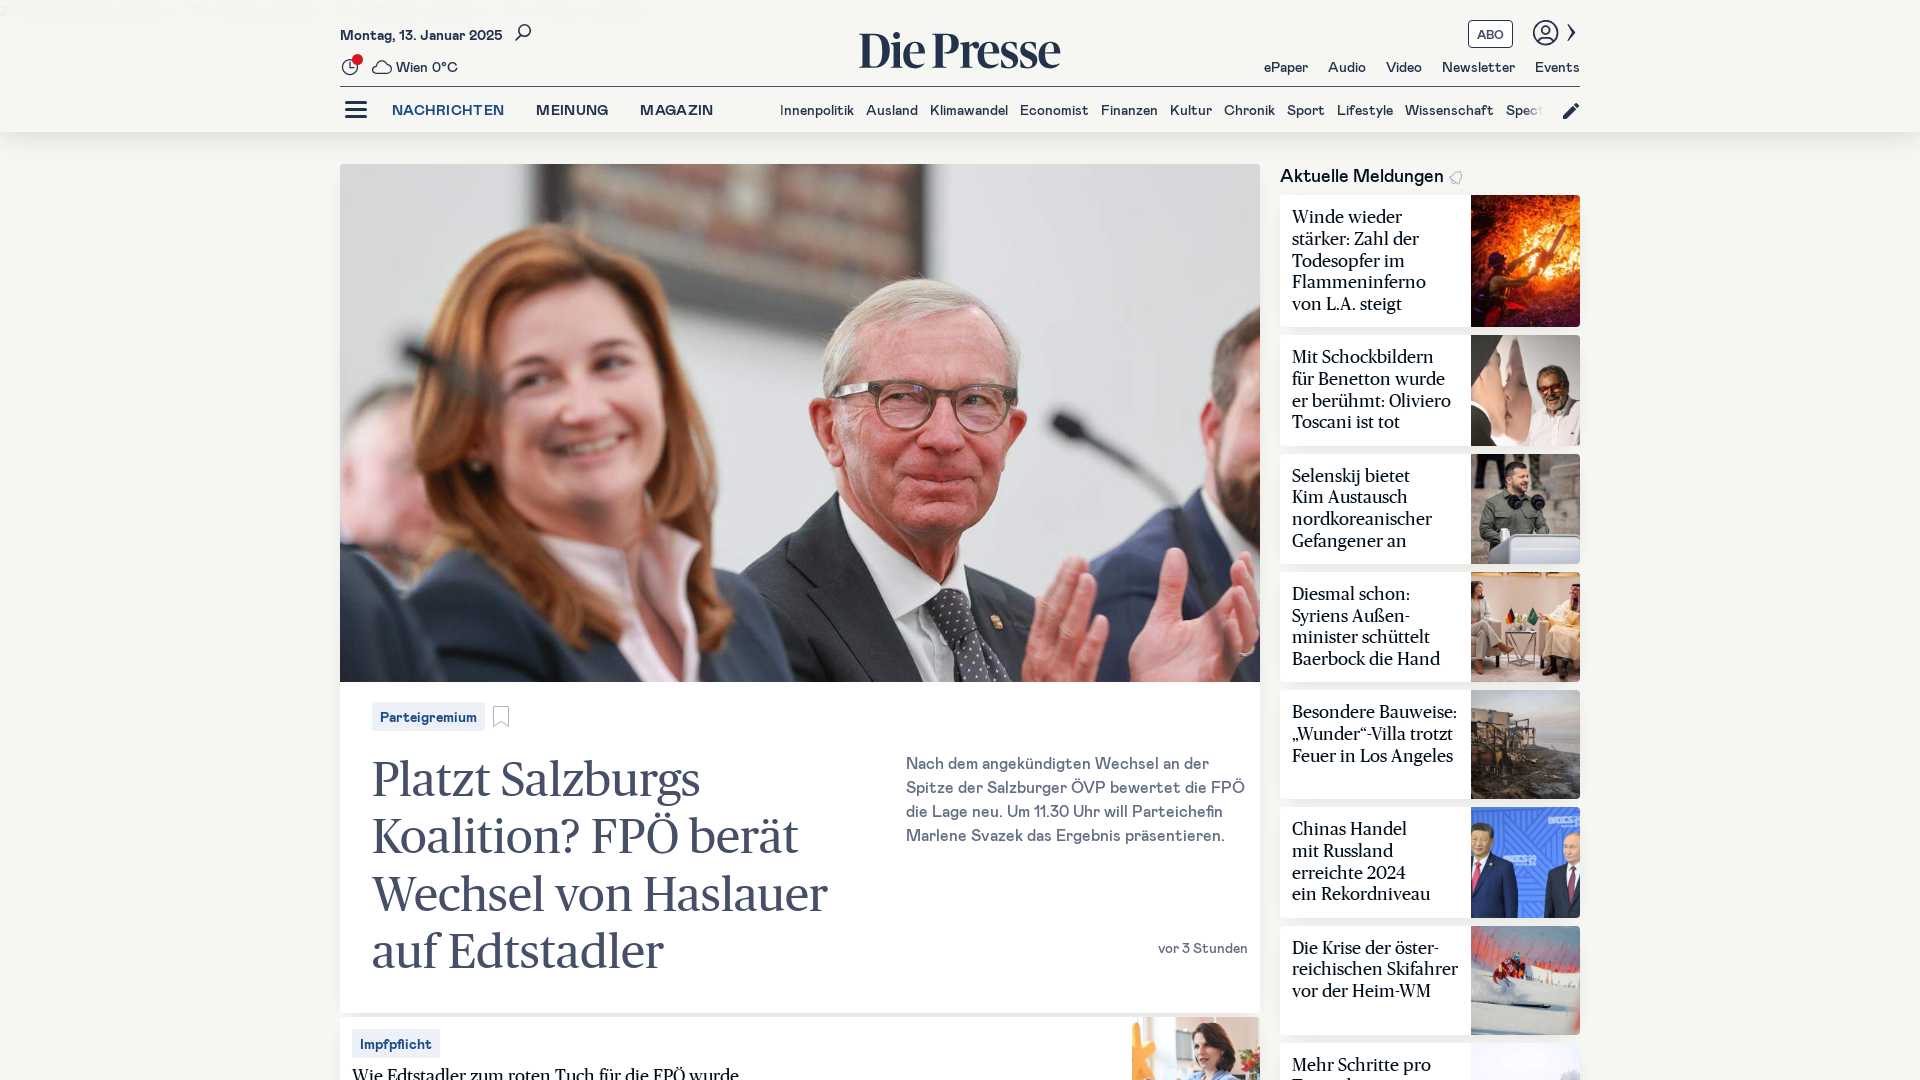 Montag, 13. Januar 2025
Wien 0°C
Die Presse
ABO
ePaper Audio Video Newsletter Events
NACHRICHTEN MEINUNG MAGAZIN
Innenpolitik Ausland Klimawandel Economist Finanzen Kultur Chronik Sport Lifestyle Wissenschaft Spect
Parteigremium
Platzt Salzburgs
Koalition? FPÖ berät
Wechsel von Haslauer
auf Edtstadler
Nach dem angekündigten Wechsel an der
Spitze der Salzburger ÖVP bewertet die FPÖ
die Lage neu. Um 11.30 Uhr will Parteichefin
Marlene Svazek das Ergebnis präsentieren.
vor 3 Stunden
Impfpflicht
Wie Edtstadler zum roten Tuch für die FPÖ wurde
Aktuelle Meldungen
Winde wieder
stärker: Zahl der
Todesopfer im
Flammeninferno
von L.A. steigt
Mit Schockbildern
für Benetton wurde
er berühmt: Oliviero
Toscani ist tot
Selenskij bietet
Kim Austausch
nordkoreanischer
Gefangener an
Diesmal schon:
Syriens Außen-
minister schüttelt
Baerbock die Hand
Besondere Bauweise:
„Wunder“-Villa trotzt
Feuer in Los Angeles
Chinas Handel
mit Russland
erreichte 2024
ein Rekordniveau
Die Krise der öster-
reichischen Skifahrer
vor der Heim-WM
Mehr Schritte pro